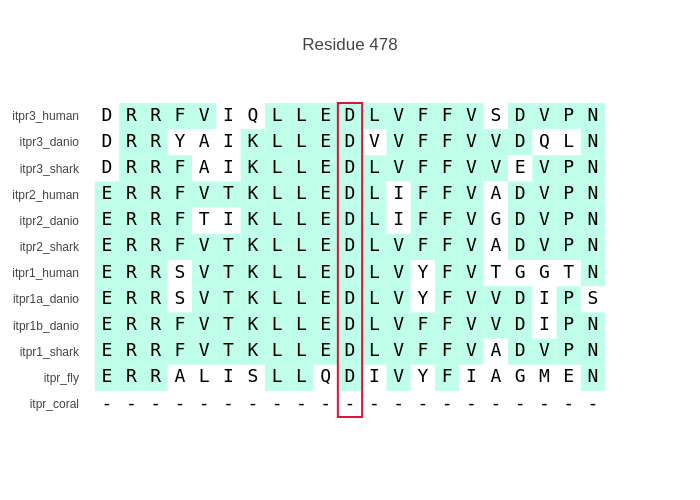 Residue 478
itpr3_human D R R F V I Q L L E D L V F F V S D V P N
itpr3_danio D R R Y A I K L L E D V V F F V V D Q L N
itpr3_shark D R R F A I K L L E D L V F F V V E V P N
itpr2_human E R R F V T K L L E D L I F F V A D V P N
itpr2_danio E R R F T I K L L E D L I F F V G D V P N
itpr2_shark E R R F V T K L L E D L V F F V A D V P N
itpr1_human E R R S V T K L L E D L V Y F V T G G T N
itpr1a_danio E R R S V T K L L E D L V Y F V V D I P S
itpr1b_danio E R R F V T K L L E D L V F F V V D I P N
itpr1_shark E R R F V T K L L E D L V F F V A D V P N
itpr_fly E R R A L I S L L Q D I V Y F I A G M E N
itpr_coral - - - - - - - - - - - - - - - - - - - - -